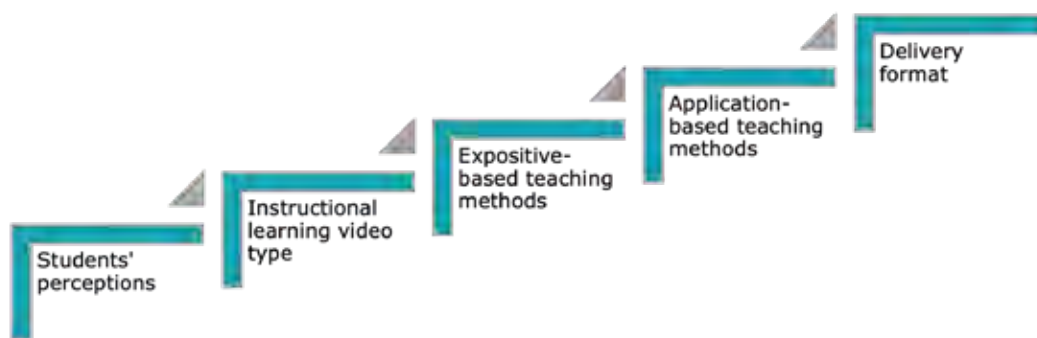 Students'
perceptions
Instructional
learning video
type
Expositive-
based teaching
methods
Application-
based teaching
methods
Delivery
format